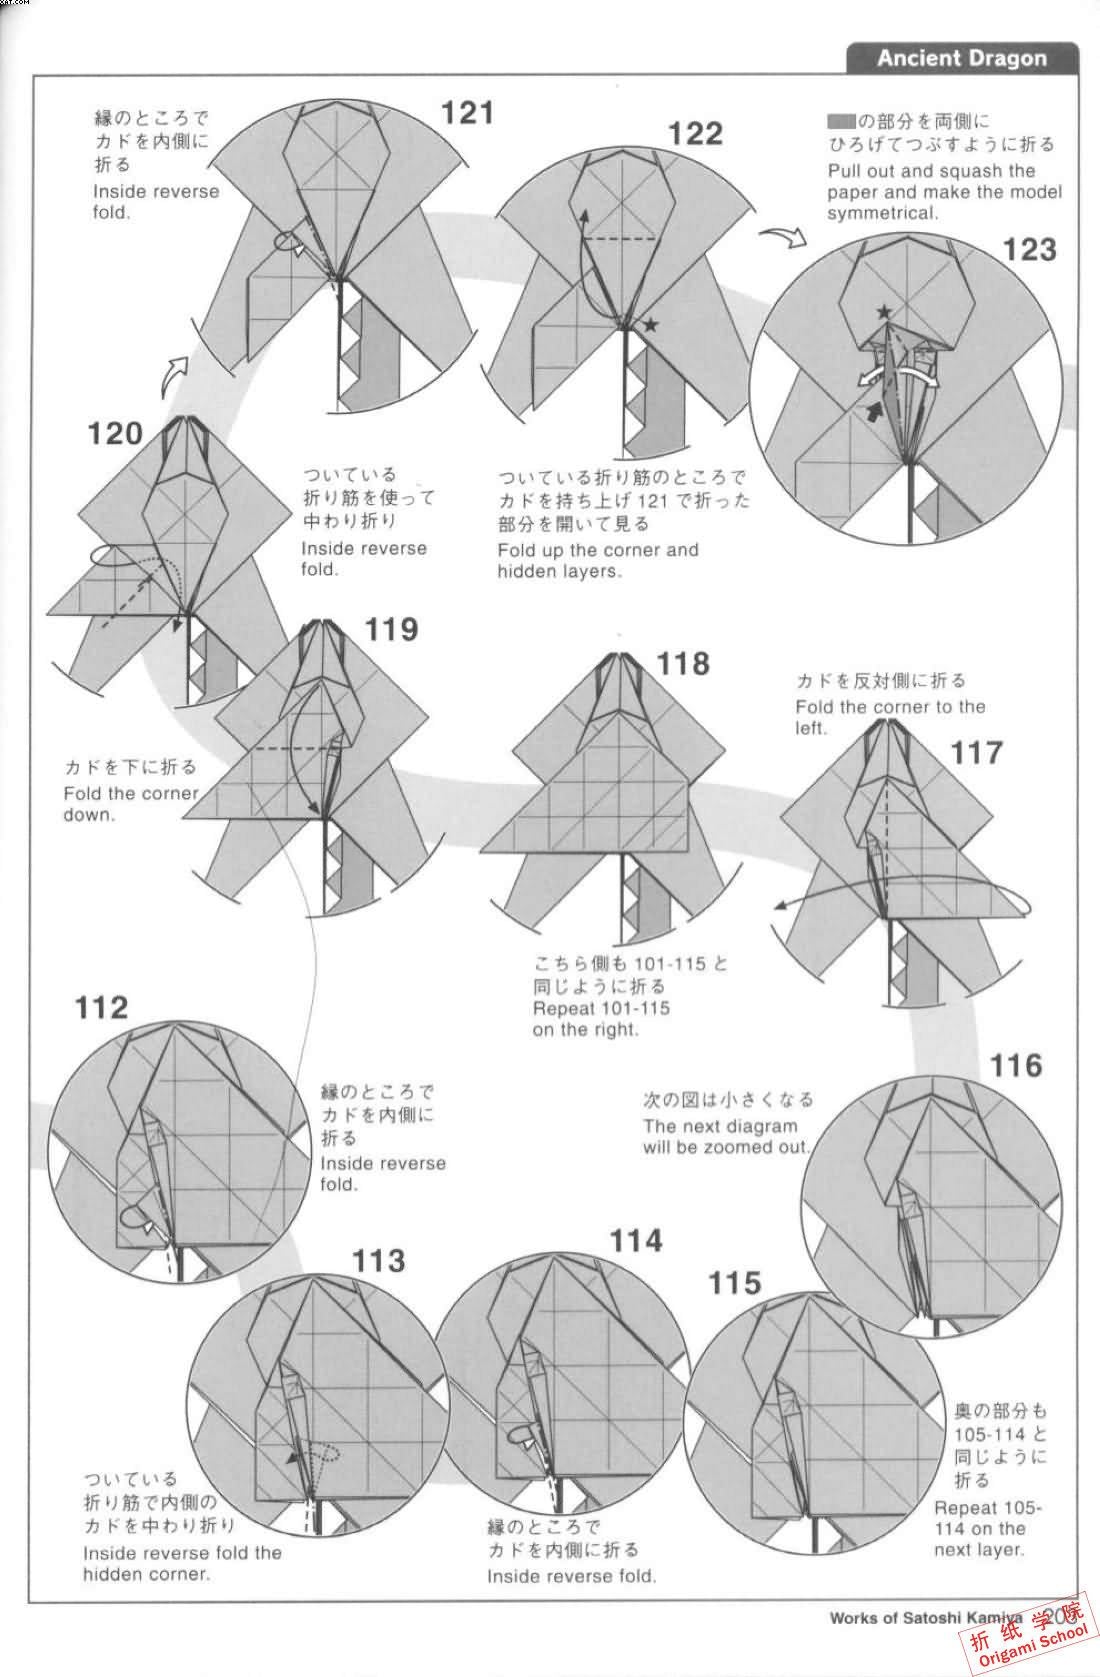 Ancient Dragon
112
縁のところで
カドを内側に
折る
Inside reverse
fold.
113
ついている
折り筋で内側の
カドを中わり折り
Inside reverse fold the
hidden corner.
114
縁のところで
カドを内側に折る
Inside reverse fold.
115
奥の部分も
105-114 と
同じように
折る
Repeat 105-
114 on the
next layer.
116
次の図は小さくなる
The next diagram
will be zoomed out.
117
カドを反対側に折る
Fold the corner to the
left.
118
こちら側も 101-115 と
同じように折る
Repeat 101-115
on the right.
119
カドを下に折る
Fold the corner
down.
120
ついている
折り筋を使って
中わり折り
Inside reverse
fold.
121
縁のところで
カドを内側に
折る
Inside reverse
fold.
122
ついている折り筋のところで
カドを持ち上げ 121 で折った
部分を開いて見る
Fold up the corner and
hidden layers.
123
の部分を両側に
ひろげてつぶすように折る
Pull out and squash the
paper and make the model
symmetrical.
Works of Satoshi Kamiya
折纸学院
Origami School